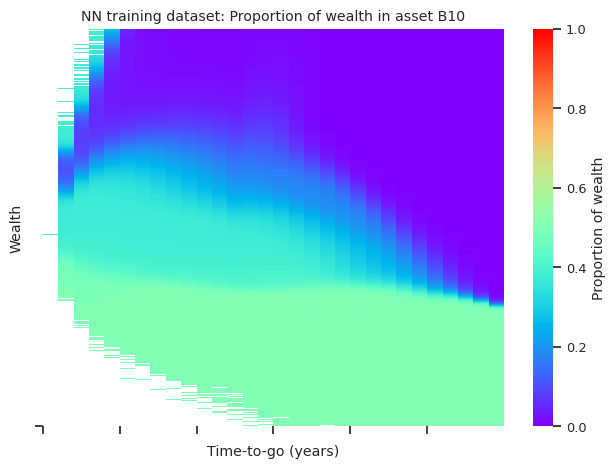 NN training dataset: Proportion of wealth in asset B10
Wealth
Time-to-go (years)
1.0
0.8
0.6
0.4
0.2
0.0
Proportion of wealth